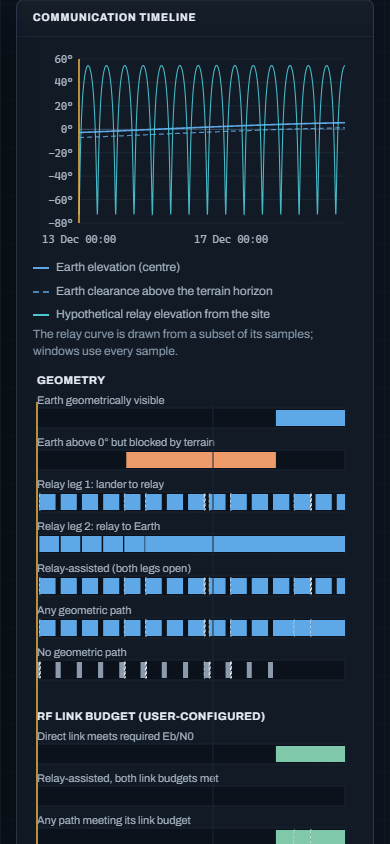 COMMUNICATION TIMELINE
60°
40°
20°
0°
−20°
−40°
−60°
−80°
13 Dec 00:00 17 Dec 00:00
Earth elevation (centre)
Earth clearance above the terrain horizon
Hypothetical relay elevation from the site
The relay curve is drawn from a subset of its samples;
windows use every sample.
GEOMETRY
Earth geometrically visible
Earth above 0° but blocked by terrain
Relay leg 1: lander to relay
Relay leg 2: relay to Earth
Relay-assisted (both legs open)
Any geometric path
No geometric path
RF LINK BUDGET (USER-CONFIGURED)
Direct link meets required Eb/N0
Relay-assisted, both link budgets met
Any path meeting its link budget